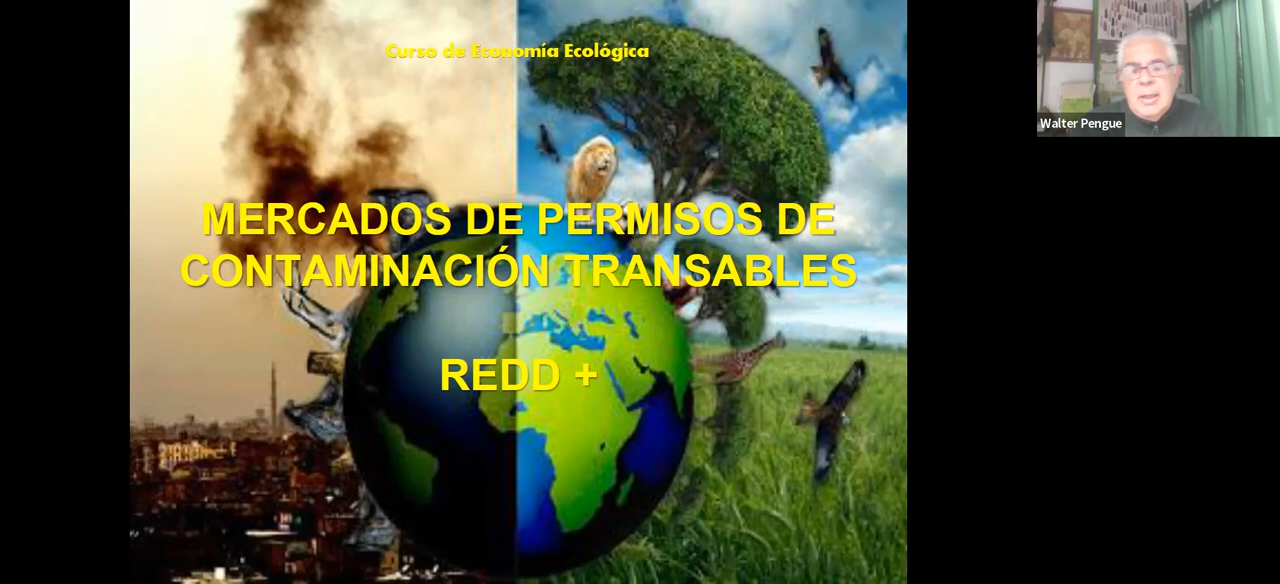 Curso de Economía Ecológica
MERCADOS DE PERMISOS DE
CONTAMINACIÓN TRANSABLES
REDD +
Walter Pengue